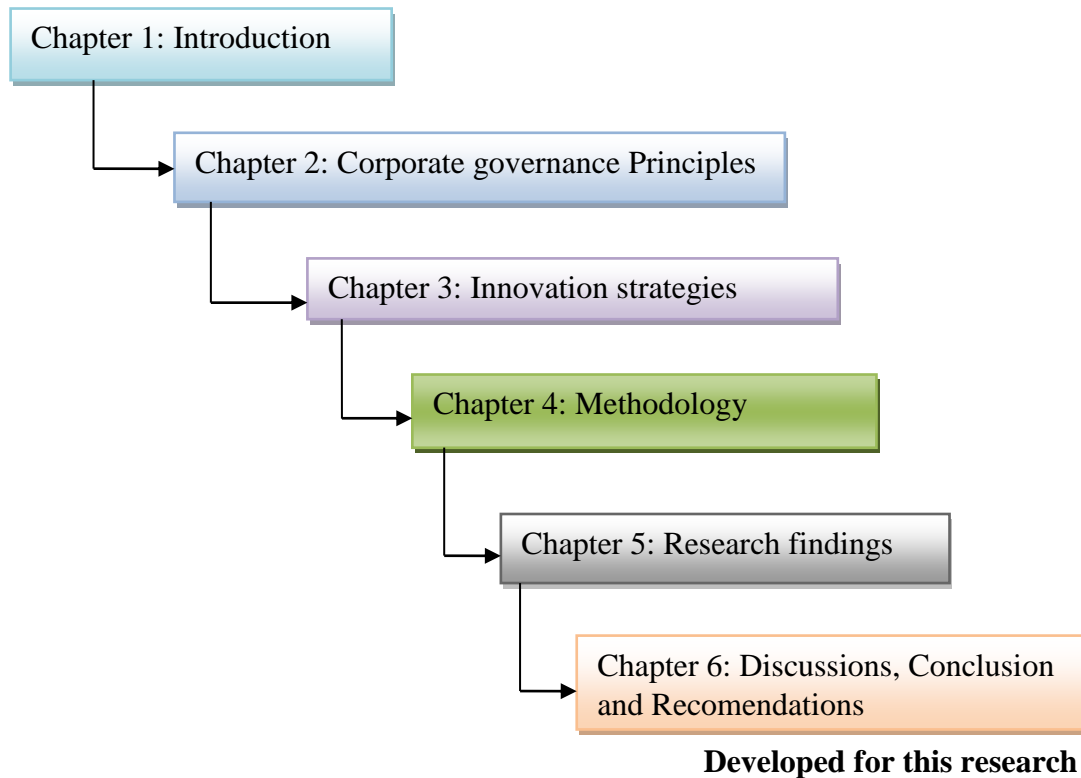 Chapter 1: Introduction
Chapter 2: Corporate governance Principles
Chapter 3: Innovation strategies
Chapter 4: Methodology
Chapter 5: Research findings
Chapter 6: Discussions, Conclusion
and Recomendations
Developed for this research